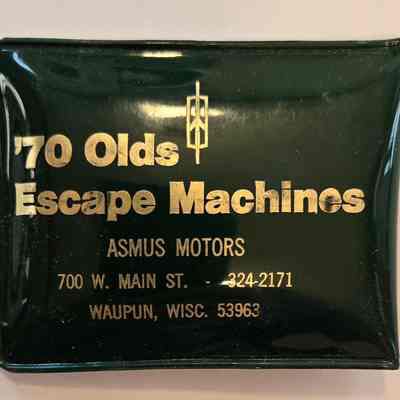 '70 Olds
Escape Machines
ASMUS MOTORS
700 W. MAIN ST. - 324-2171
WAUPUN, WISC. 53963